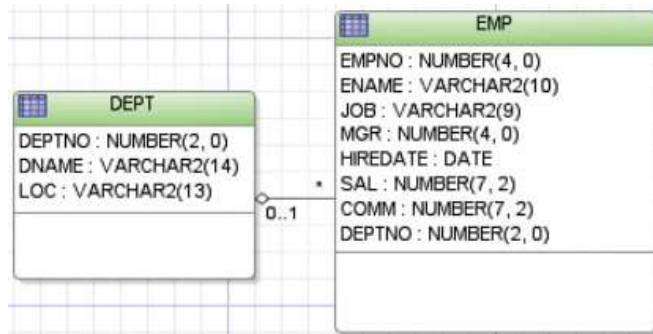 DEPT
DEPTNO : NUMBER(2, 0)
DNAME : VARCHAR2(14)
LOC : VARCHAR2(13)
0..1
*
EMP
EMPNO : NUMBER(4, 0)
ENAME : VARCHAR2(10)
JOB : VARCHAR2(9)
MGR : NUMBER(4, 0)
HIREDATE : DATE
SAL : NUMBER(7, 2)
COMM : NUMBER(7, 2)
DEPTNO : NUMBER(2, 0)